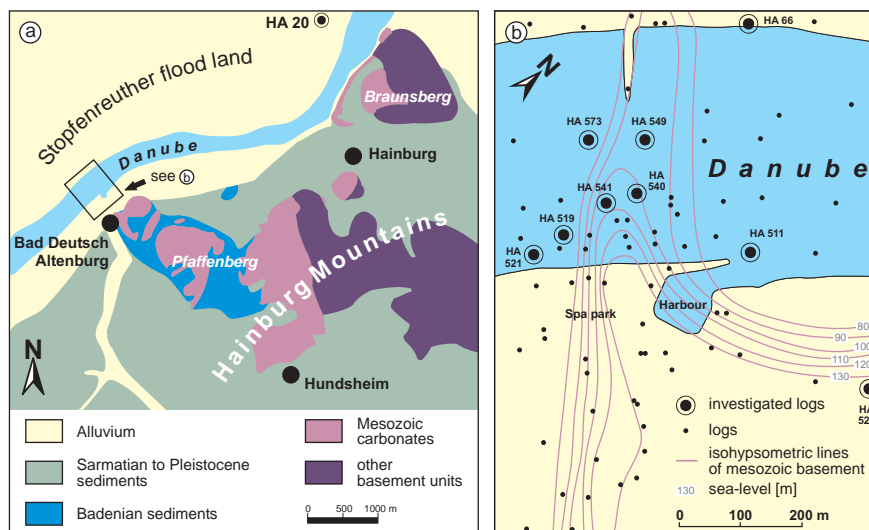 a
HA 20
Stopfenreuther flood land
Braunsberg
Danube
see b
Hainburg
Bad Deutsch
Altenburg
Pfaffenberg
Hainburg Mountains
N
Hundsheim
Alluvium
Mesozoic
carbonates
Sarmatian to Pleistocene
sediments
other
basement units
Badenian sediments
0 500 1000 m
b
HA 66
N
HA 573
HA 549
Danube
HA
540
HA 541
HA 519
HA 511
HA
521
Harbour
Spa park
80
90
100
110
120
130
investigated logs
HA
logs
isohypsometric lines
of mesozoic basement
130 sea-level [m]
0 100 200 m